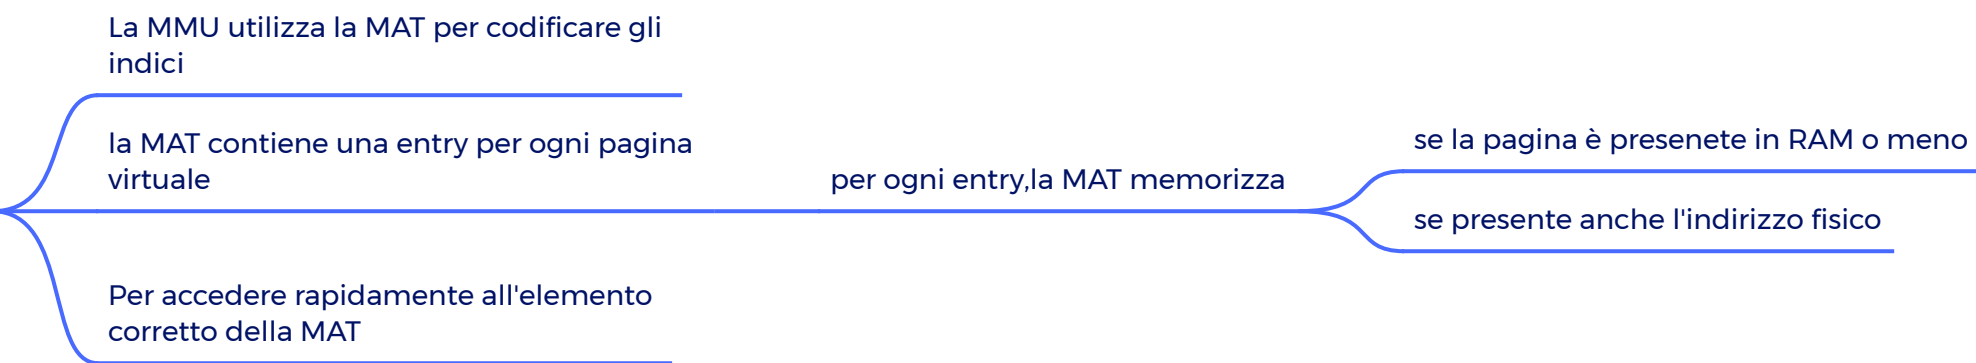 La MMU utilizza la MAT per codificare gli
indici
la MAT contiene una entry per ogni pagina
virtuale
per ogni entry,la MAT memorizza
se la pagina è presenete in RAM o meno
se presente anche l'indirizzo fisico
Per accedere rapidamente all'elemento
corretto della MAT